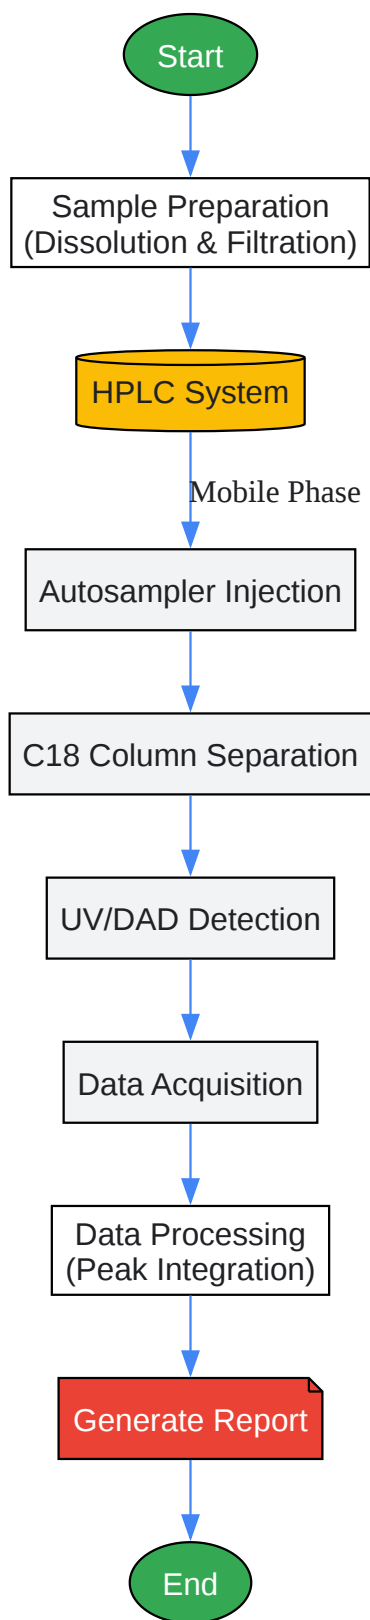 Start
Sample Preparation
(Dissolution & Filtration)
HPLC System
Mobile Phase
Autosampler Injection
C18 Column Separation
UV/DAD Detection
Data Acquisition
Data Processing
(Peak Integration)
Generate Report
End